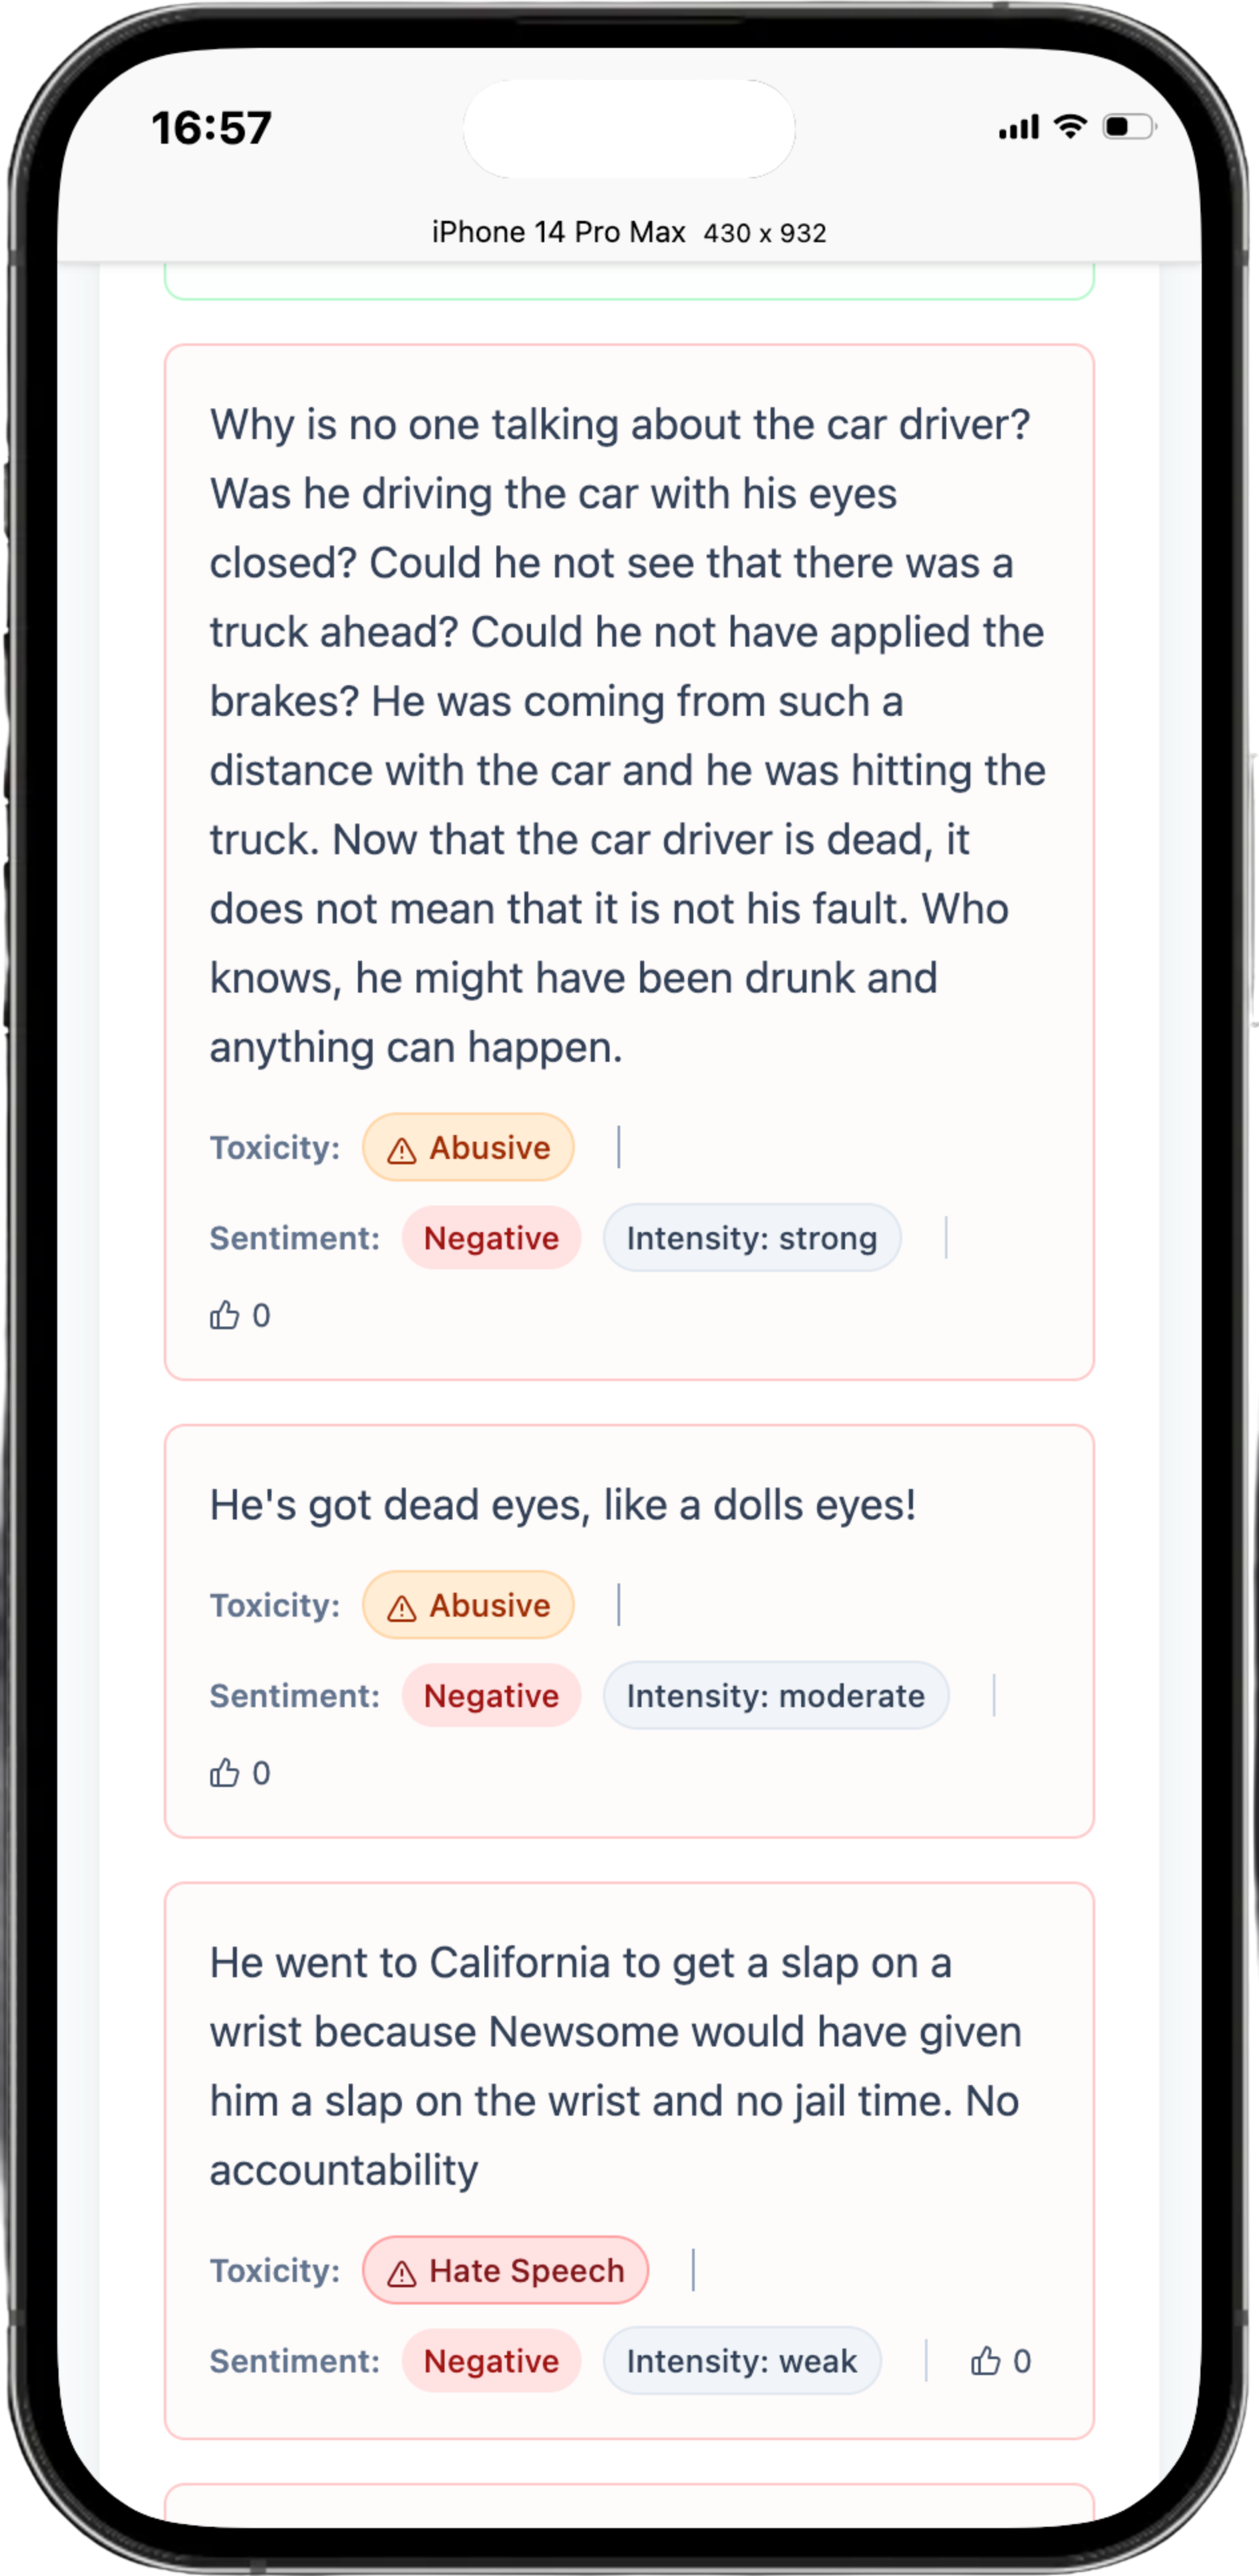 16:57
iPhone 14 Pro Max 430 x 932
Why is no one talking about the car driver?
Was he driving the car with his eyes
closed? Could he not see that there was a
truck ahead? Could he not have applied the
brakes? He was coming from such a
distance with the car and he was hitting the
truck. Now that the car driver is dead, it
does not mean that it is not his fault. Who
knows, he might have been drunk and
anything can happen.
Toxicity: Abusive
Sentiment: Negative Intensity: strong
0
He's got dead eyes, like a dolls eyes!
Toxicity: Abusive
Sentiment: Negative Intensity: moderate
0
He went to California to get a slap on a
wrist because Newsome would have given
him a slap on the wrist and no jail time. No
accountability
Toxicity: Hate Speech
Sentiment: Negative Intensity: weak 0